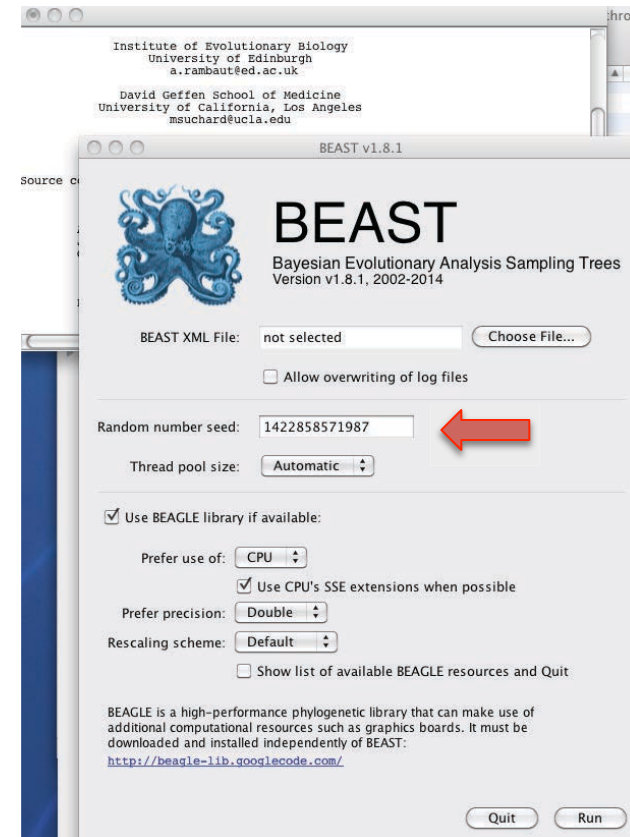 thro
Institute of Evolutionary Biology
University of Edinburgh
a.rambaut@ed.ac.uk
David Geffen School of Medicine
University of California, Los Angeles
msuchard@ucla.edu
Source
BEAST v1.8.1
BEAST
Bayesian Evolutionary Analysis Sampling Trees
Version v1.8.1, 2002-2014
BEAST XML File: not selected Choose File...
Allow overwriting of log files
Random number seed: 1422858571987
Thread pool size: Automatic
Use BEAGLE library if available:
Prefer use of: CPU
Use CPU's SSE extensions when possible
Prefer precision: Double
Rescaling scheme: Default
Show list of available BEAGLE resources and Quit
BEAGLE is a high-performance phylogenetic library that can make use of
additional computational resources such as graphics boards. It must be
downloaded and installed independently of BEAST:
http://beagle-lib.googlecode.com/
Quit Run